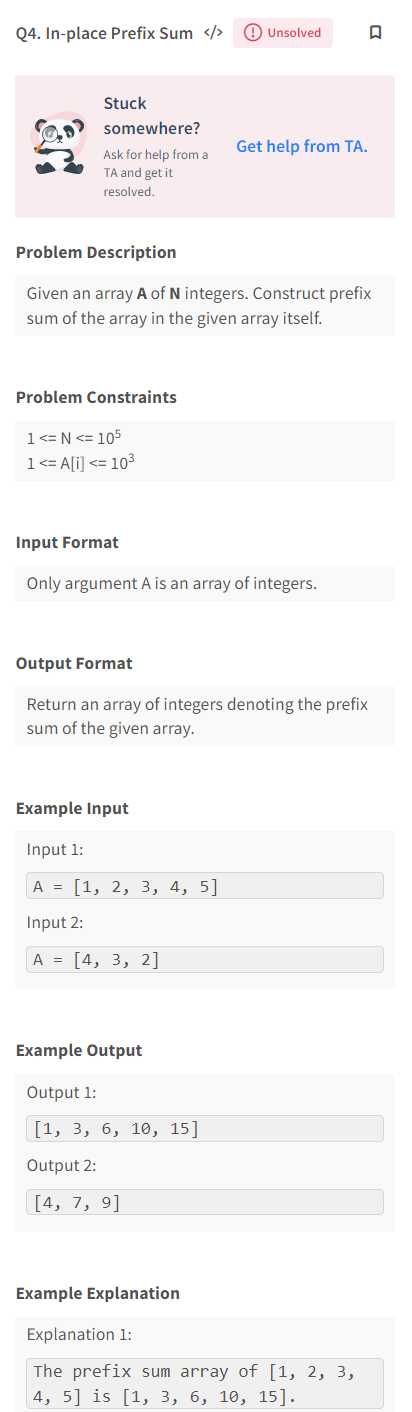 Q4. In-place Prefix Sum </> Unsolved
Stuck
somewhere?
Ask for help from a
TA and get it
resolved.
Get help from TA.
Problem Description
Given an array A of N integers. Construct prefix
sum of the array in the given array itself.
Problem Constraints
1 <= N <= 10⁵
1 <= A[i] <= 10³
Input Format
Only argument A is an array of integers.
Output Format
Return an array of integers denoting the prefix
sum of the given array.
Example Input
Input 1:
A = [1, 2, 3, 4, 5]
Input 2:
A = [4, 3, 2]
Example Output
Output 1:
[1, 3, 6, 10, 15]
Output 2:
[4, 7, 9]
Example Explanation
Explanation 1:
The prefix sum array of [1, 2, 3,
4, 5] is [1, 3, 6, 10, 15].